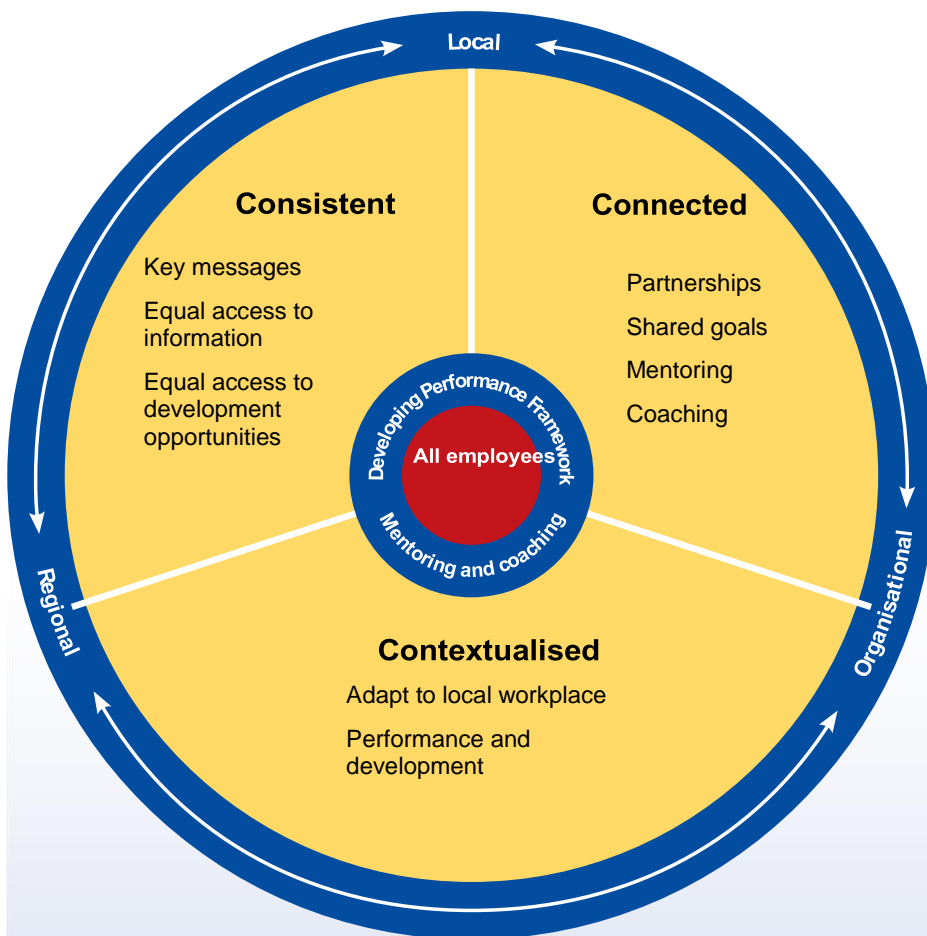 Local
Consistent
Key messages
Equal access to
information
Equal access to
development
opportunities
Connected
Partnerships
Shared goals
Mentoring
Coaching
Developing Performance Framework
All employees
Mentoring and coaching
Regional
Organisational
Contextualised
Adapt to local workplace
Performance and
development